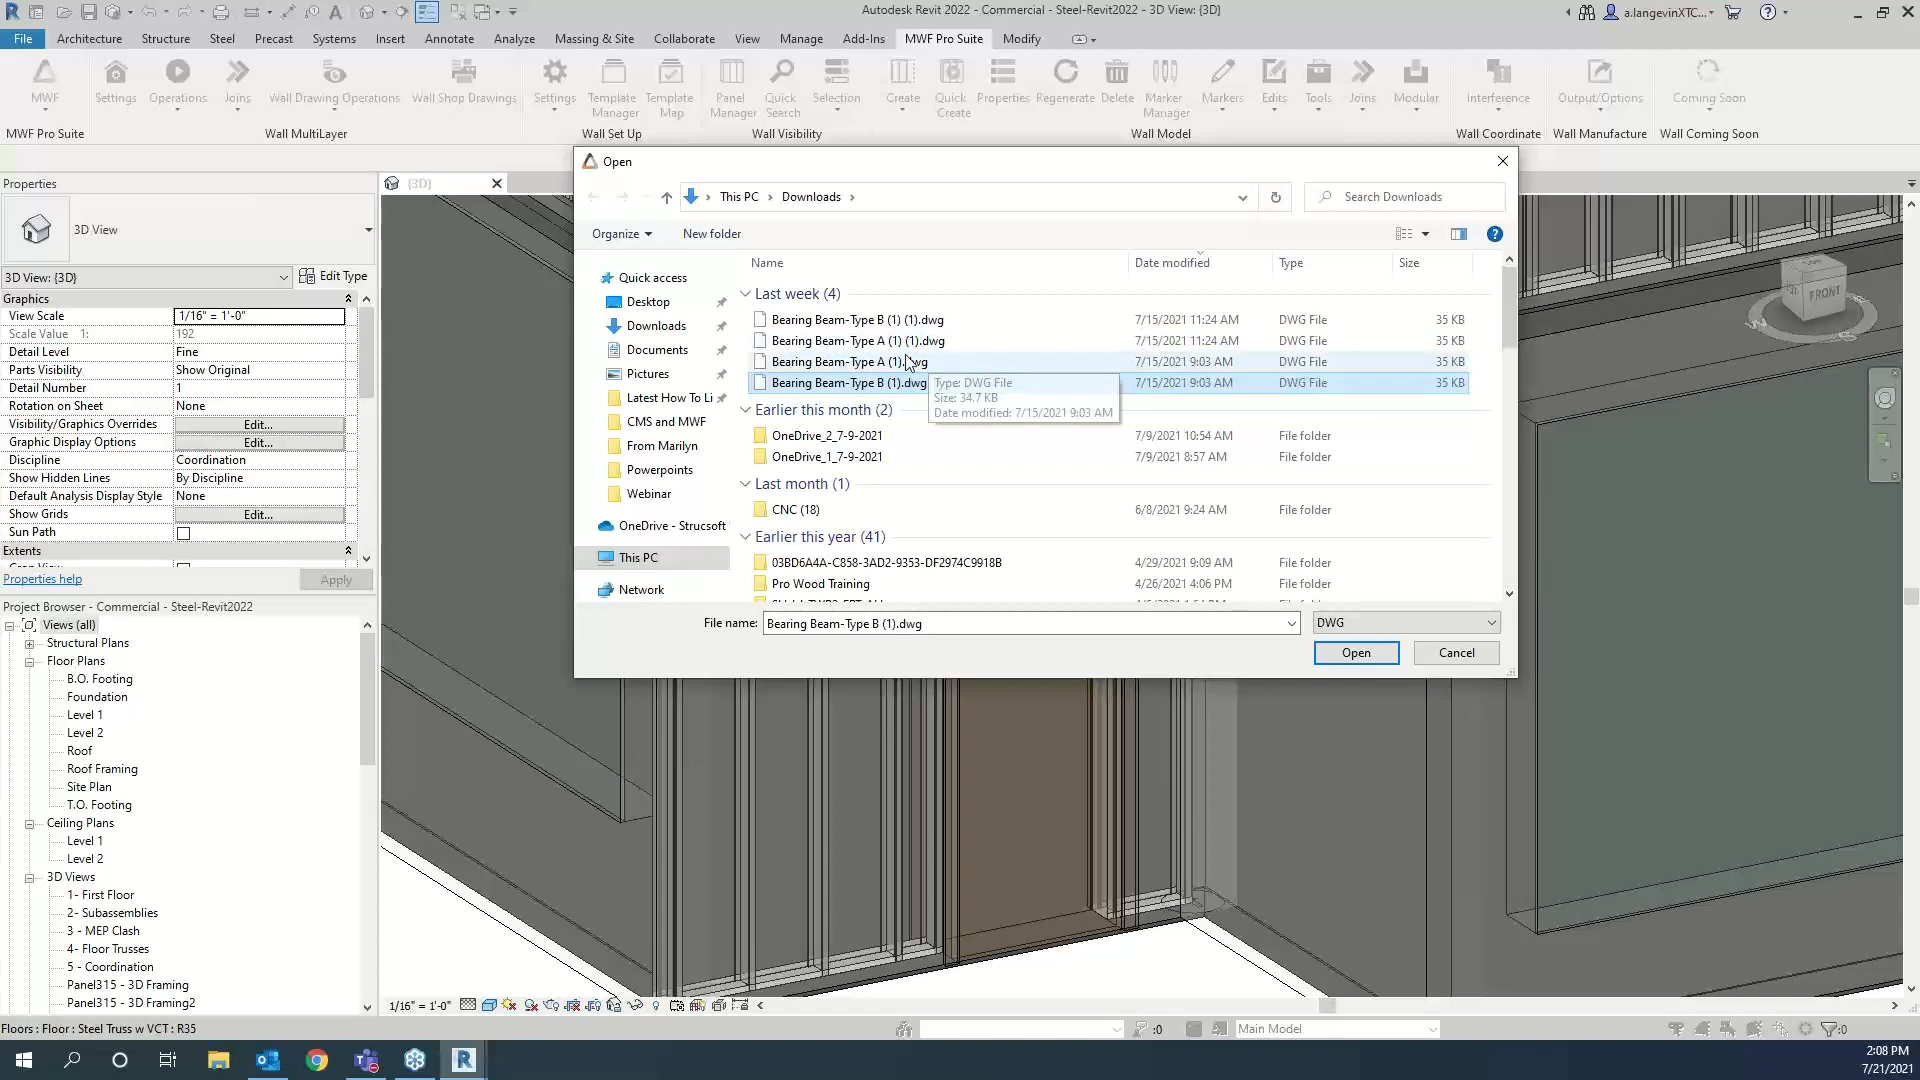 Autodesk Revit 2022 - Commercial - Steel-Revit2022 - 3D View: {3D}
a.langevinXTC...
File Architecture Structure Steel Precast Systems Insert Annotate Analyze Massing & Site Collaborate View Manage Add-Ins MWF Pro Suite Modify
MWF Settings Operations Joins Wall Drawing Operations Wall Shop Drawings Settings Template Manager Template Map Panel Manager Quick Search Selection Create Quick Create Properties Regenerate Delete Marker Manager Markers Edits Tools Joins Modular Interference Output/Options Coming Soon
MWF Pro Suite Wall MultiLayer Wall Set Up Wall Visibility Wall Model Wall Coordinate Wall Manufacture Wall Coming Soon
Properties
{3D}
3D View
3D View: {3D} Edit Type
Graphics
View Scale 1/16" = 1'-0"
Scale Value 1: 192
Detail Level Fine
Parts Visibility Show Original
Detail Number 1
Rotation on Sheet None
Visibility/Graphics Overrides Edit...
Graphic Display Options Edit...
Discipline Coordination
Show Hidden Lines By Discipline
Default Analysis Display Style None
Show Grids Edit...
Sun Path
Extents
Properties help Apply
Project Browser - Commercial - Steel-Revit2022
Views (all)
Structural Plans
Floor Plans
B.O. Footing
Foundation
Level 1
Level 2
Roof
Roof Framing
Site Plan
T.O. Footing
Ceiling Plans
Level 1
Level 2
3D Views
1- First Floor
2- Subassemblies
3 - MEP Clash
4- Floor Trusses
5 - Coordination
Panel315 - 3D Framing
Panel315 - 3D Framing2
Open
This PC Downloads
Search Downloads
Organize New folder
Quick access
Desktop
Downloads
Documents
Pictures
Latest How To Li
CMS and MWF
From Marilyn
Powerpoints
Webinar
OneDrive - Strucsoft
This PC
Network
Name Date modified Type Size
Last week (4)
Bearing Beam-Type B (1) (1).dwg 7/15/2021 11:24 AM DWG File 35 KB
Bearing Beam-Type A (1) (1).dwg 7/15/2021 11:24 AM DWG File 35 KB
Bearing Beam-Type A (1).dwg 7/15/2021 9:03 AM DWG File 35 KB
Bearing Beam-Type B (1).dwg 7/15/2021 9:03 AM DWG File 35 KB
Type: DWG File
Size: 34.7 KB
Date modified: 7/15/2021 9:03 AM
Earlier this month (2)
OneDrive_2_7-9-2021 7/9/2021 10:54 AM File folder
OneDrive_1_7-9-2021 7/9/2021 8:57 AM File folder
Last month (1)
CNC (18) 6/8/2021 9:24 AM File folder
Earlier this year (41)
03BD6A4A-C858-3AD2-9353-DF2974C9918B 4/29/2021 9:09 AM File folder
Pro Wood Training 4/26/2021 4:06 PM File folder
File name: Bearing Beam-Type B (1).dwg DWG
Open Cancel
FRONT
1/16" = 1'-0"
Floors : Floor : Steel Truss w VCT : R35
:0 Main Model :0
2:08 PM
7/21/2021